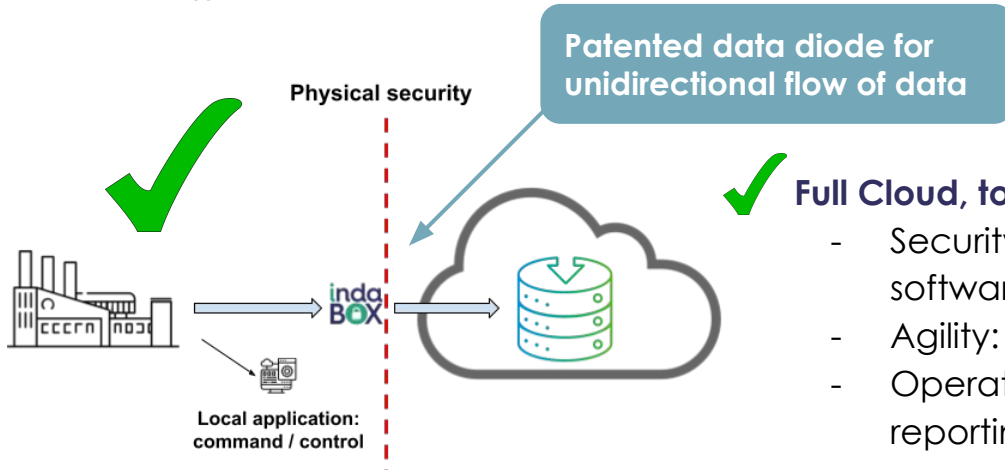 Patented data diode for
unidirectional flow of data
Physical security
Full Cloud, to
- Security
softwar
- Agility:
- Operat
reportin
inda
BOX
Local application:
command / control